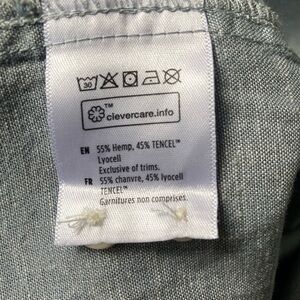 30
™
clevercare.info
EN 55% Hemp, 45% TENCEL™
Lyocell
Exclusive of trims.
FR 55% chanvre, 45% lyocell
TENCEL™
Garnitures non comprises.